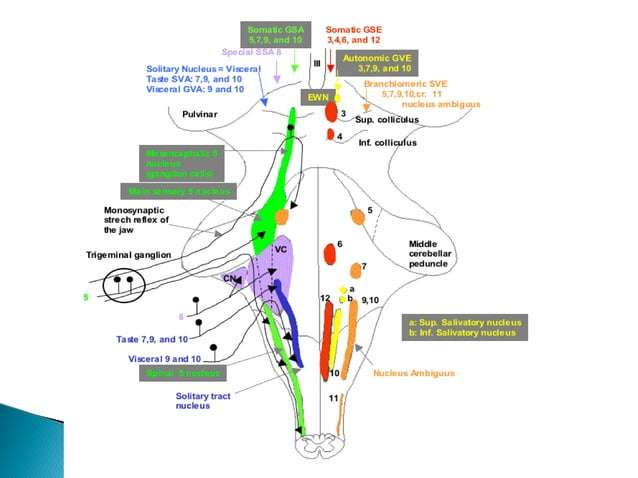 Somatic GSA
5,7,9, and 10
Somatic GSE
3,4,6, and 12
Special SSA 8
III
Autonomic GVE
3,7,9, and 10
Solitary Nucleus = Visceral
Taste SVA: 7,9, and 10
Visceral GVA: 9 and 10
Branchiomeric SVE
5,7,9,10,cr. 11
nucleus ambiguus
EWN
Pulvinar
3
Sup. colliculus
4
Inf. colliculus
Mesencephalic 5
nucleus
(ganglion cells)
Main sensory 5 nucleus
Monosynaptic
strech reflex of
the jaw
5
Trigeminal ganglion
VC
6
Middle
cerebellar
peduncle
7
CN
5
a
12
b
9,10
8
a: Sup. Salivatory nucleus
b: Inf. Salivatory nucleus
Taste 7,9, and 10
Visceral 9 and 10
Spinal 5 nucleus
10
Nucleus Ambiguus
Solitary tract
nucleus
11